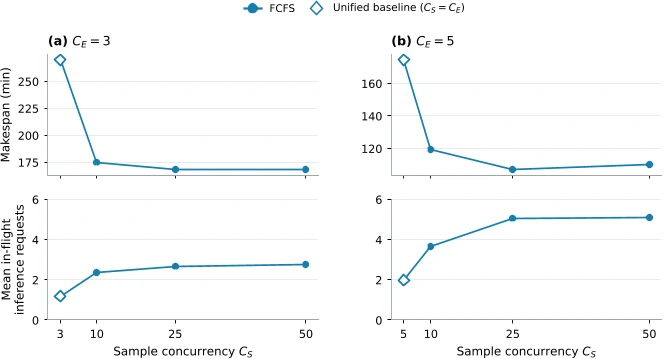 FCFS
Unified baseline (C_S = C_E)
(a) C_E = 3
(b) C_E = 5
Makespan (min)
250
225
200
175
160
140
120
Mean in-flight
inference requests
6
4
2
0
6
4
2
0
3 10 25 50
5 10 25 50
Sample concurrency C_S
Sample concurrency C_S